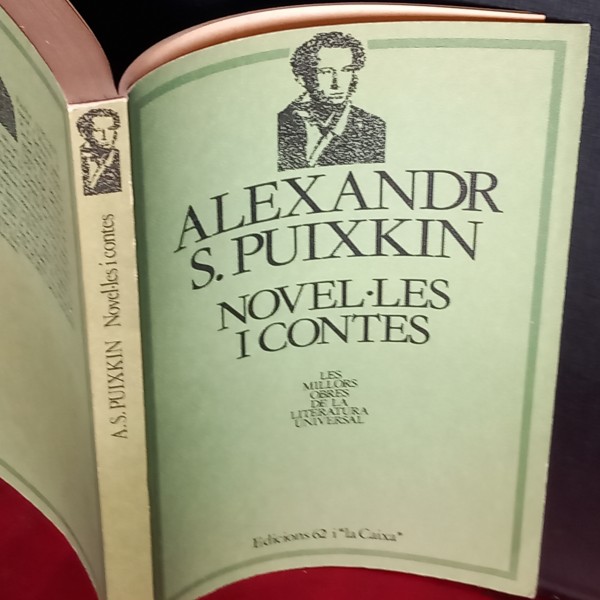 ALEXANDR
S. PUIXKIN
NOVEL·LES
I CONTES
LES
MILLORS
OBRES
DE LA
LITERATURA
UNIVERSAL
Edicions 62 i "la Caixa"
A.S. PUIXKIN Novel·les i contes